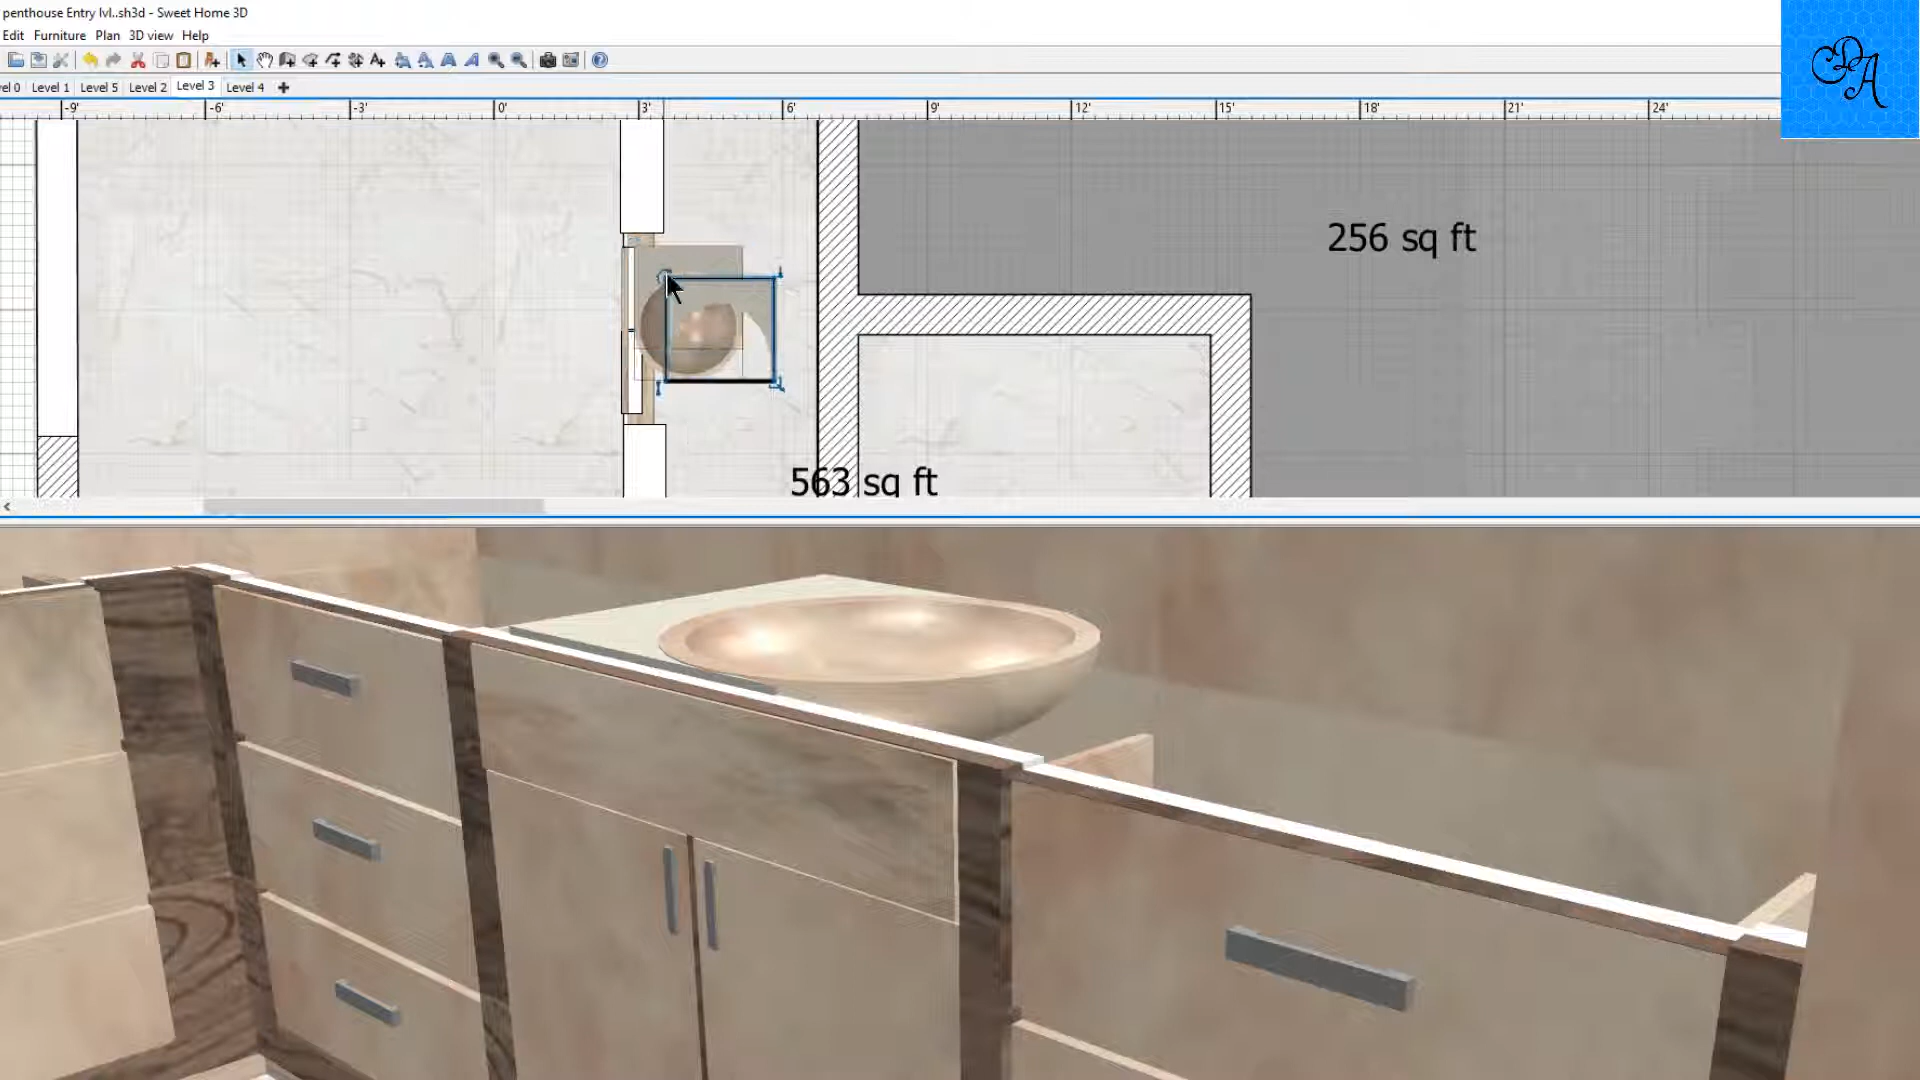 penthouse Entry lvl..sh3d - Sweet Home 3D
Edit Furniture Plan 3D view Help
el 0 Level 1 Level 5 Level 2 Level 3 Level 4
-9' -6' -3' 0' 3' 6' 9' 12' 15' 18' 21' 24'
DA
256 sq ft
563 sq ft